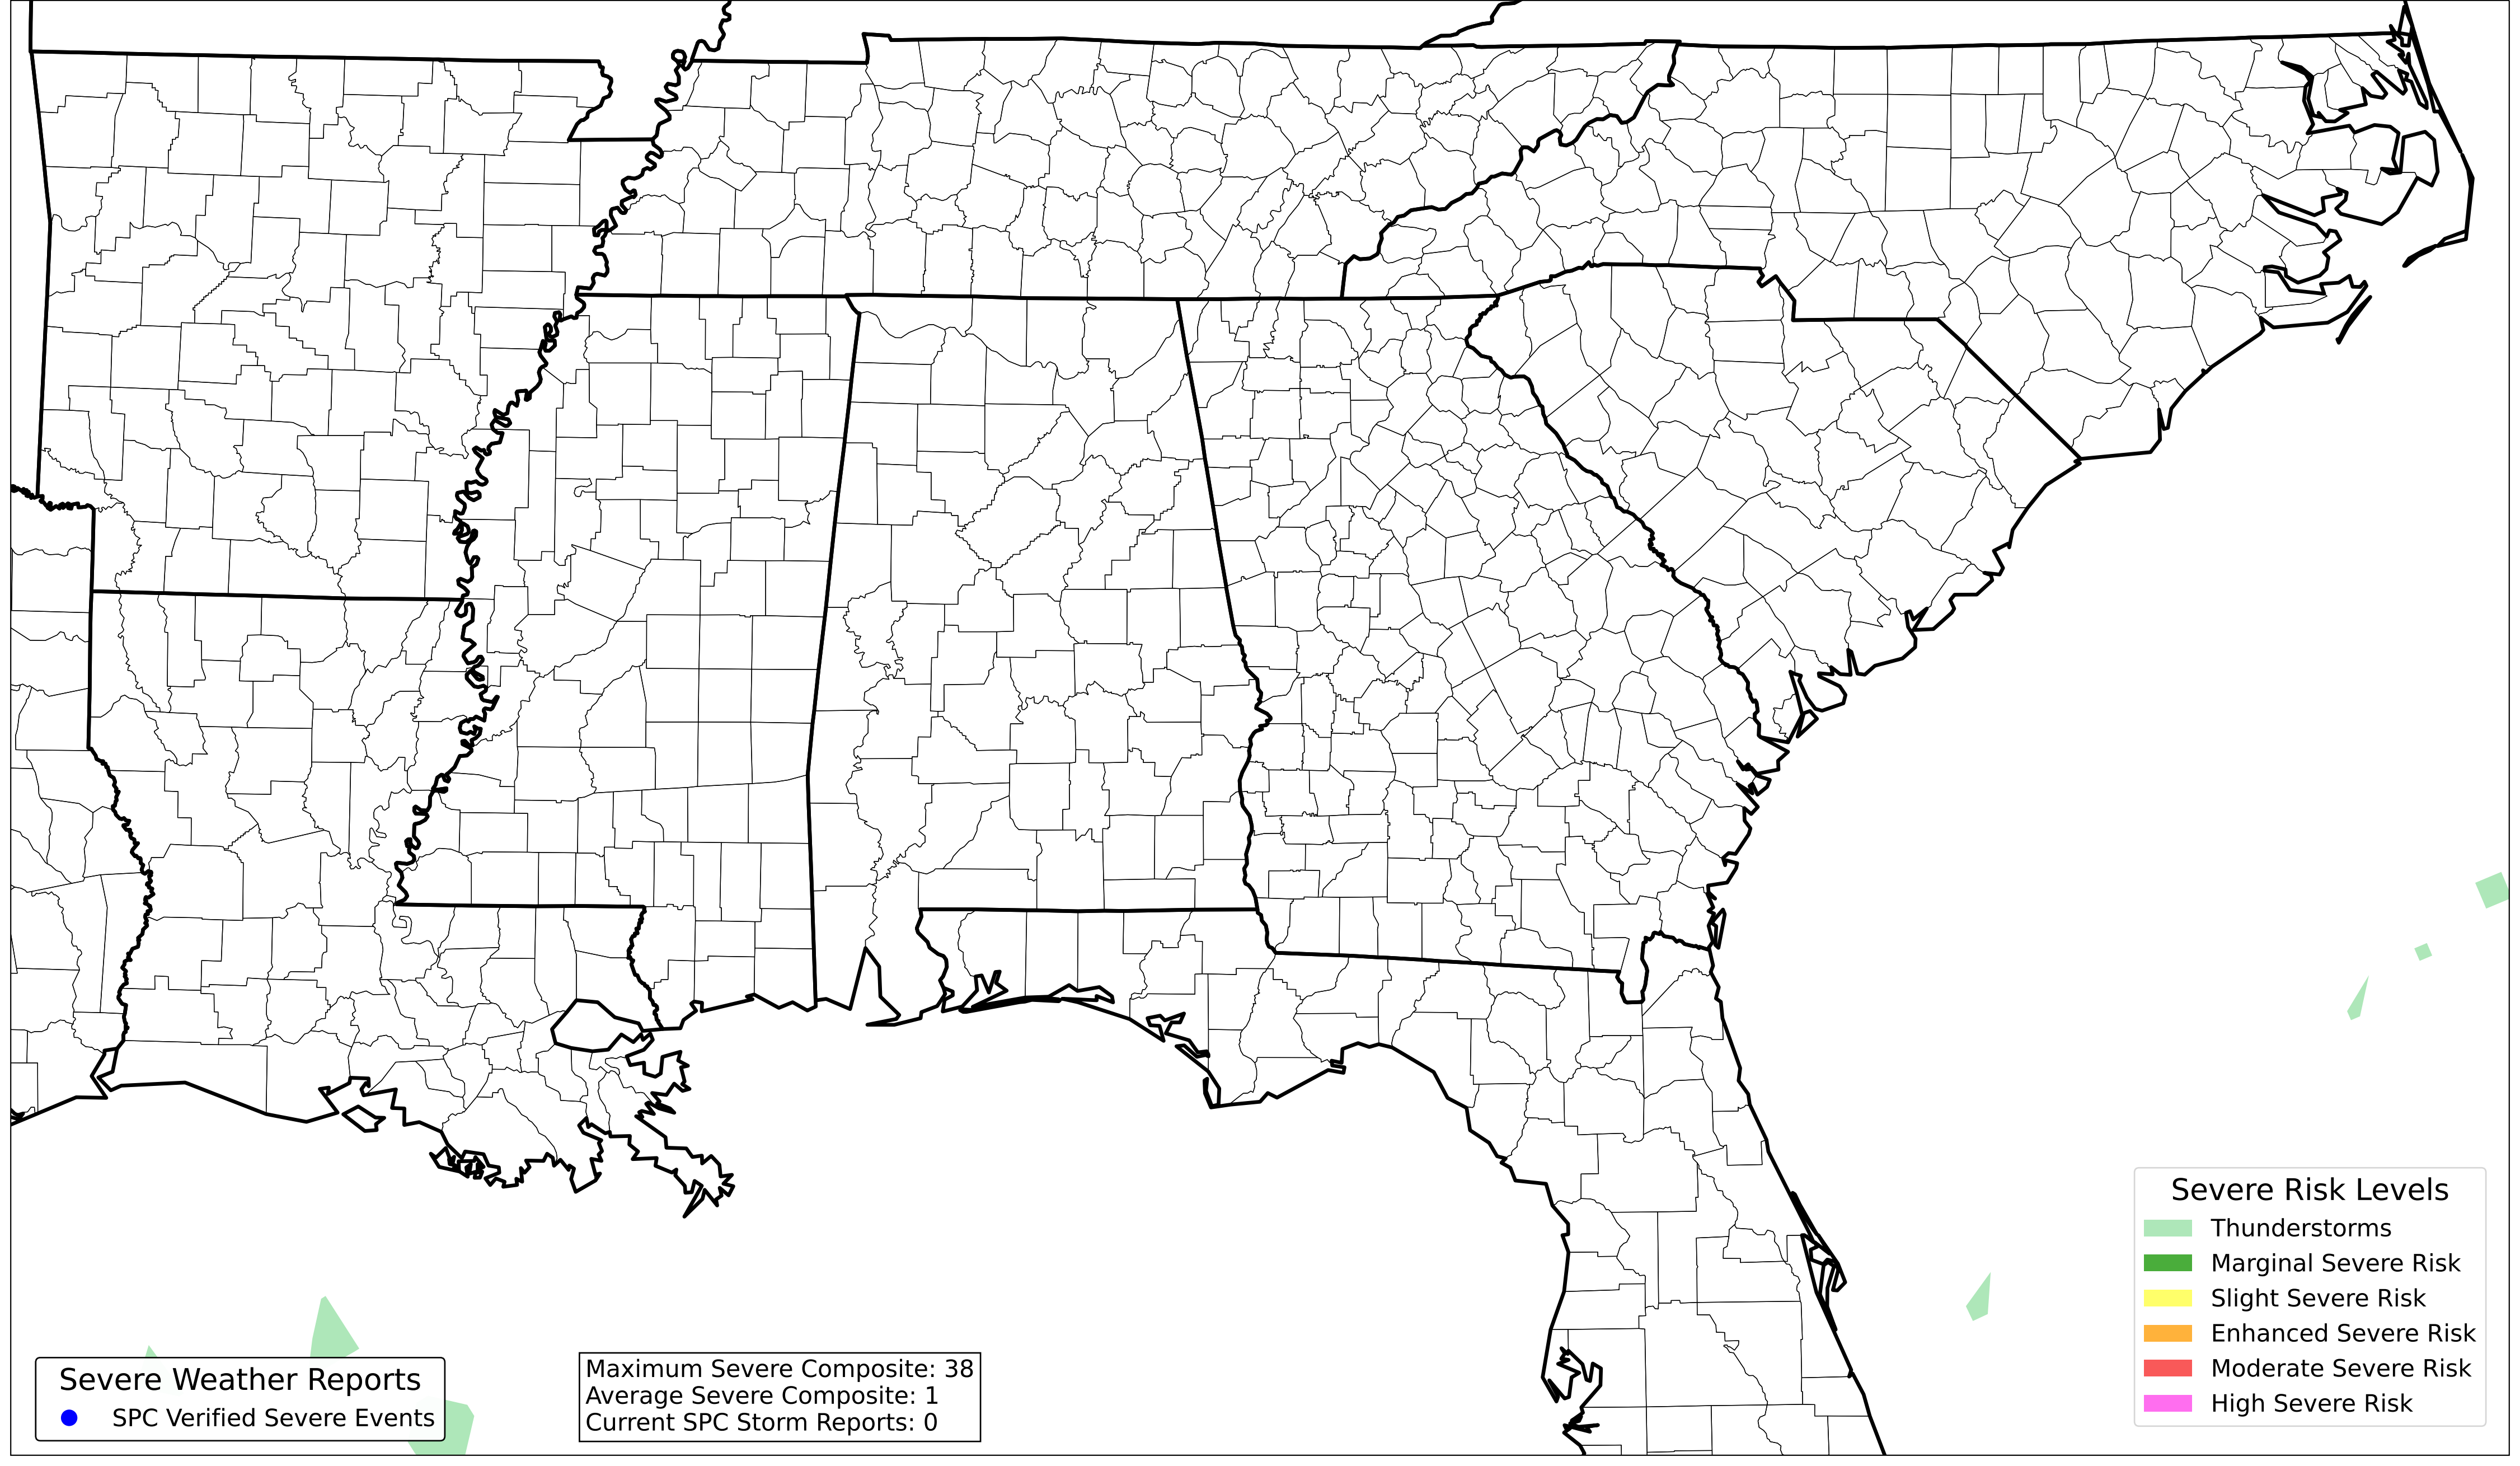 Severe Risk Levels
Thunderstorms
Marginal Severe Risk
Slight Severe Risk
Enhanced Severe Risk
Moderate Severe Risk
High Severe Risk
Severe Weather Reports
SPC Verified Severe Events
Maximum Severe Composite: 38
Average Severe Composite: 1
Current SPC Storm Reports: 0